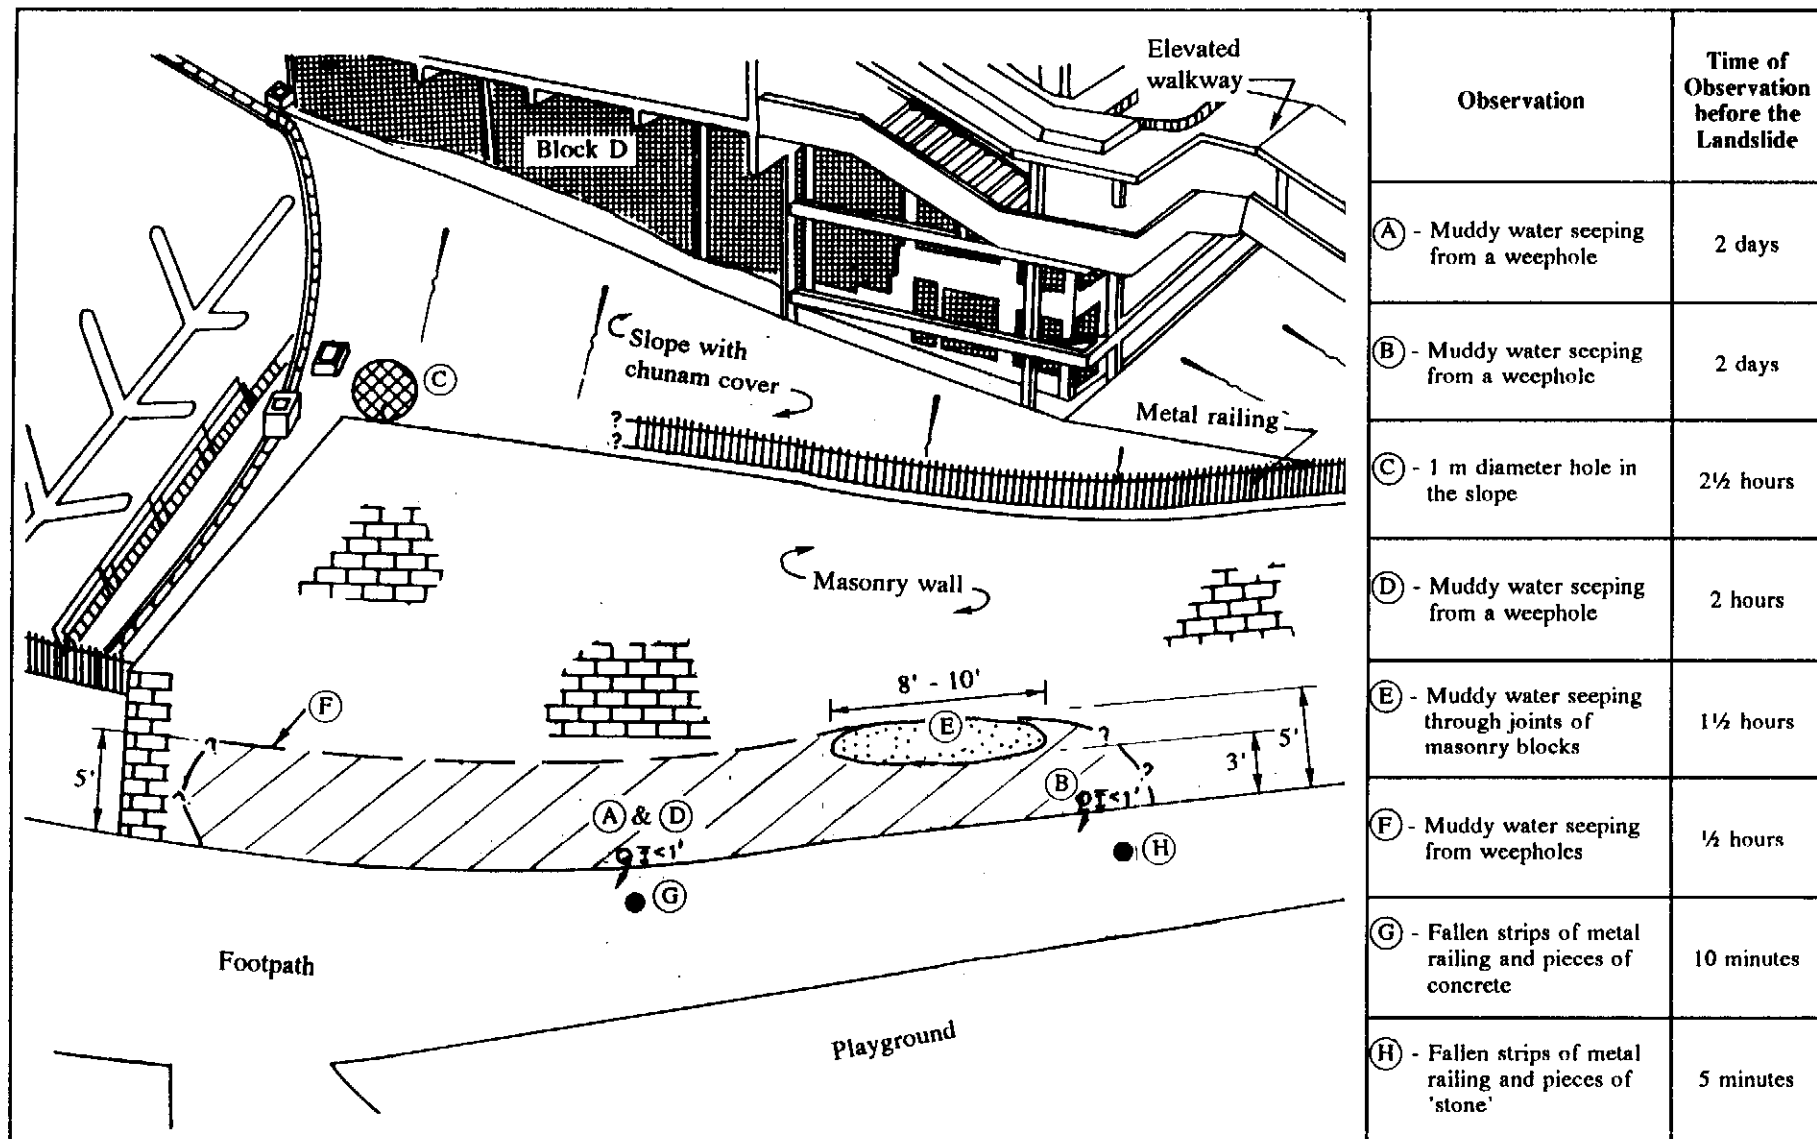 Elevated
walkway
Block D
Slope with
chunam cover
C
Metal railing
?
?
Masonry wall
F
8' - 10'
E
?
?
5'
?
?
5'
3'
B
<1'
A & D
<1'
H
G
Footpath
Playground
Observation
Time of
Observation
before the
Landslide
A - Muddy water seeping
from a weephole
2 days
B - Muddy water seeping
from a weephole
2 days
C - 1 m diameter hole in
the slope
2½ hours
D - Muddy water seeping
from a weephole
2 hours
E - Muddy water seeping
through joints of
masonry blocks
1½ hours
F - Muddy water seeping
from weepholes
½ hours
G - Fallen strips of metal
railing and pieces of
concrete
10 minutes
H - Fallen strips of metal
railing and pieces of
'stone'
5 minutes